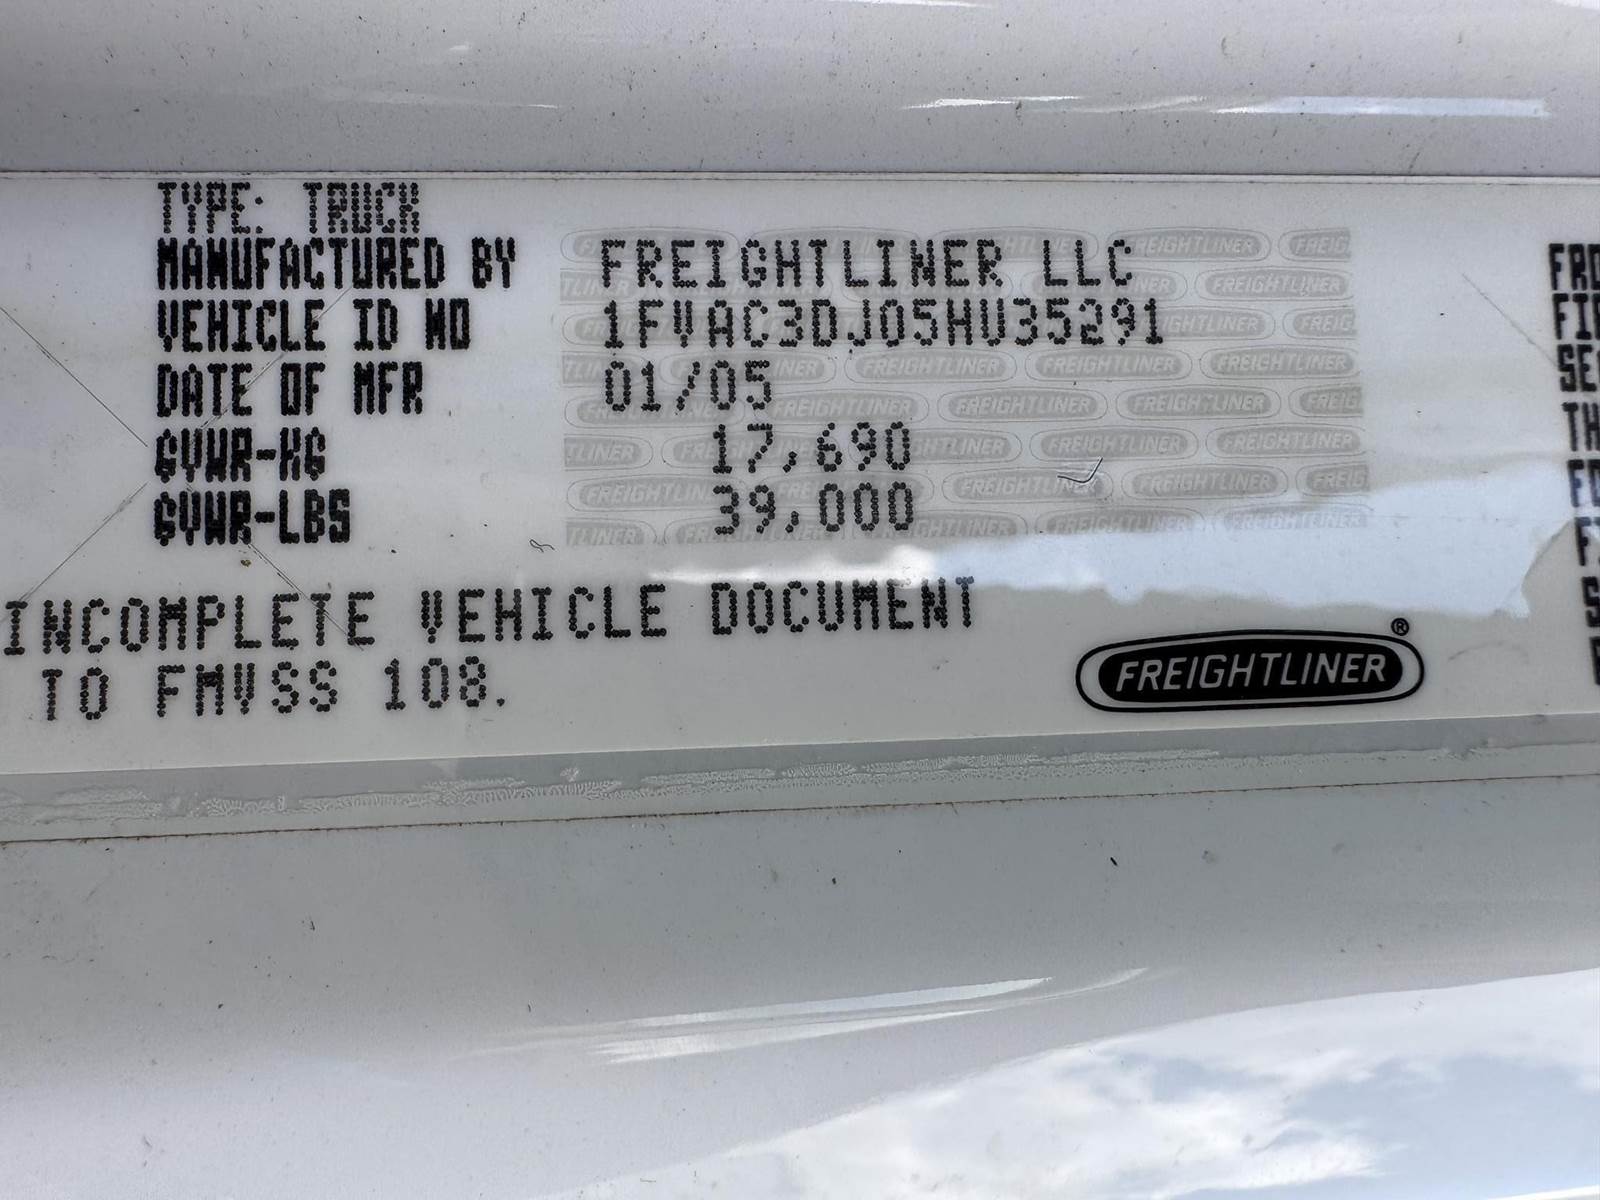 TYPE: TRUCK
MANUFACTURED BY FREIGHTLINER LLC
VEHICLE ID NO 1FVAC3DJ05HU35291
DATE OF MFR 01/05
GVWR-KG 17,690
GVWR-LBS 39,000
INCOMPLETE VEHICLE DOCUMENT
TO FMVSS 108.
FREIGHTLINER®